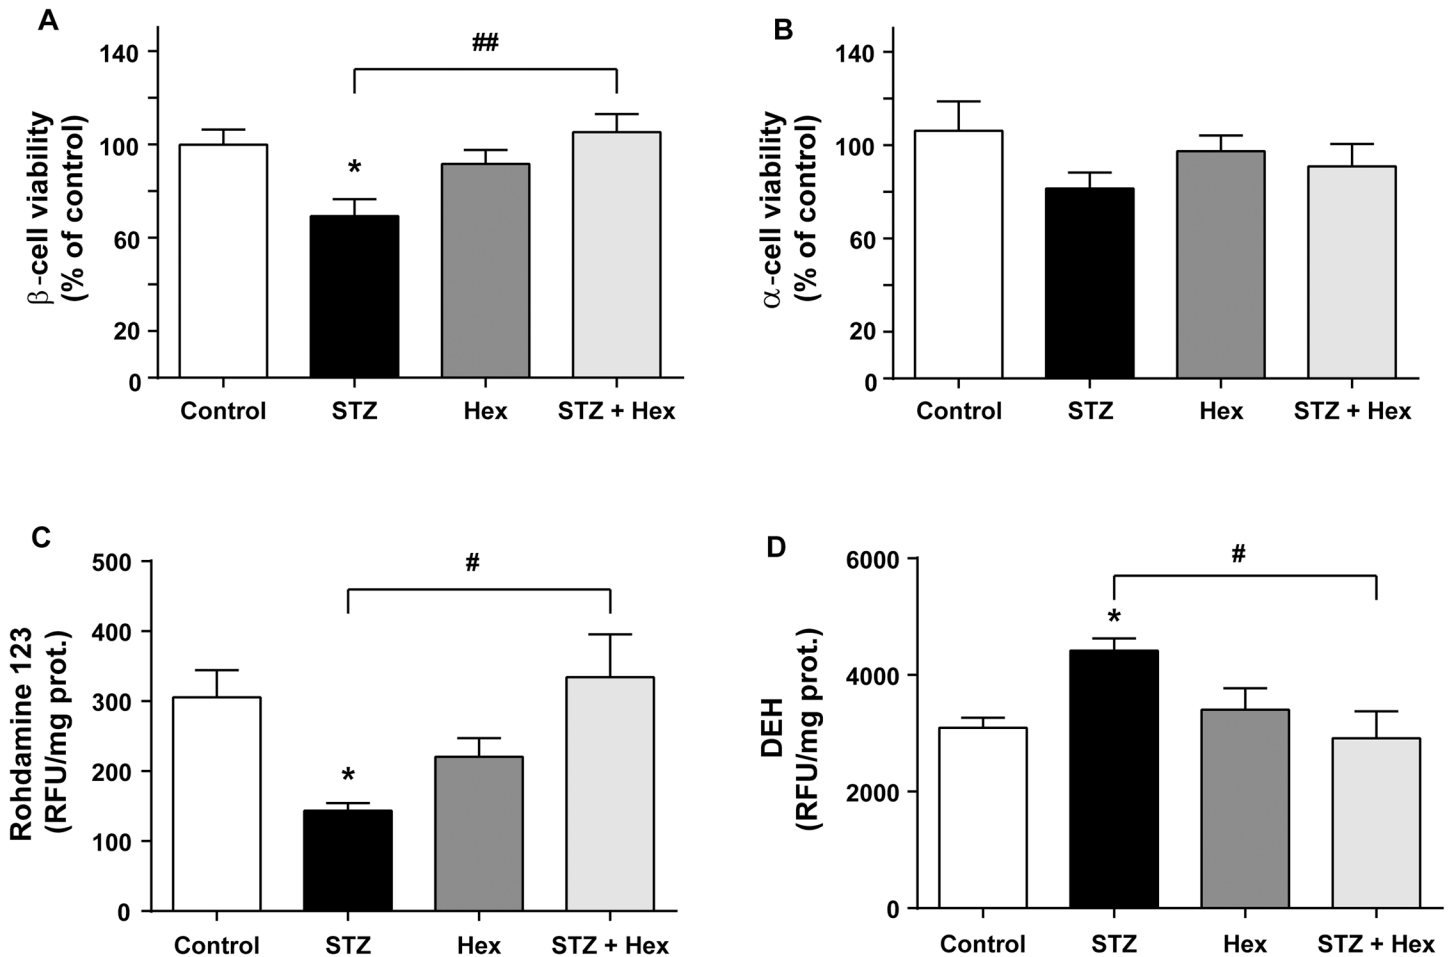 A
β-cell viability
(% of control)
140
100
60
20
0
##
*
Control STZ Hex STZ + Hex
B
α-cell viability
(% of control)
140
100
60
20
0
Control STZ Hex STZ + Hex
C
Rohdamine 123
(RFU/mg prot.)
500
400
300
200
100
0
#
*
Control STZ Hex STZ + Hex
D
DEH
(RFU/mg prot.)
6000
4000
2000
0
#
*
Control STZ Hex STZ + Hex